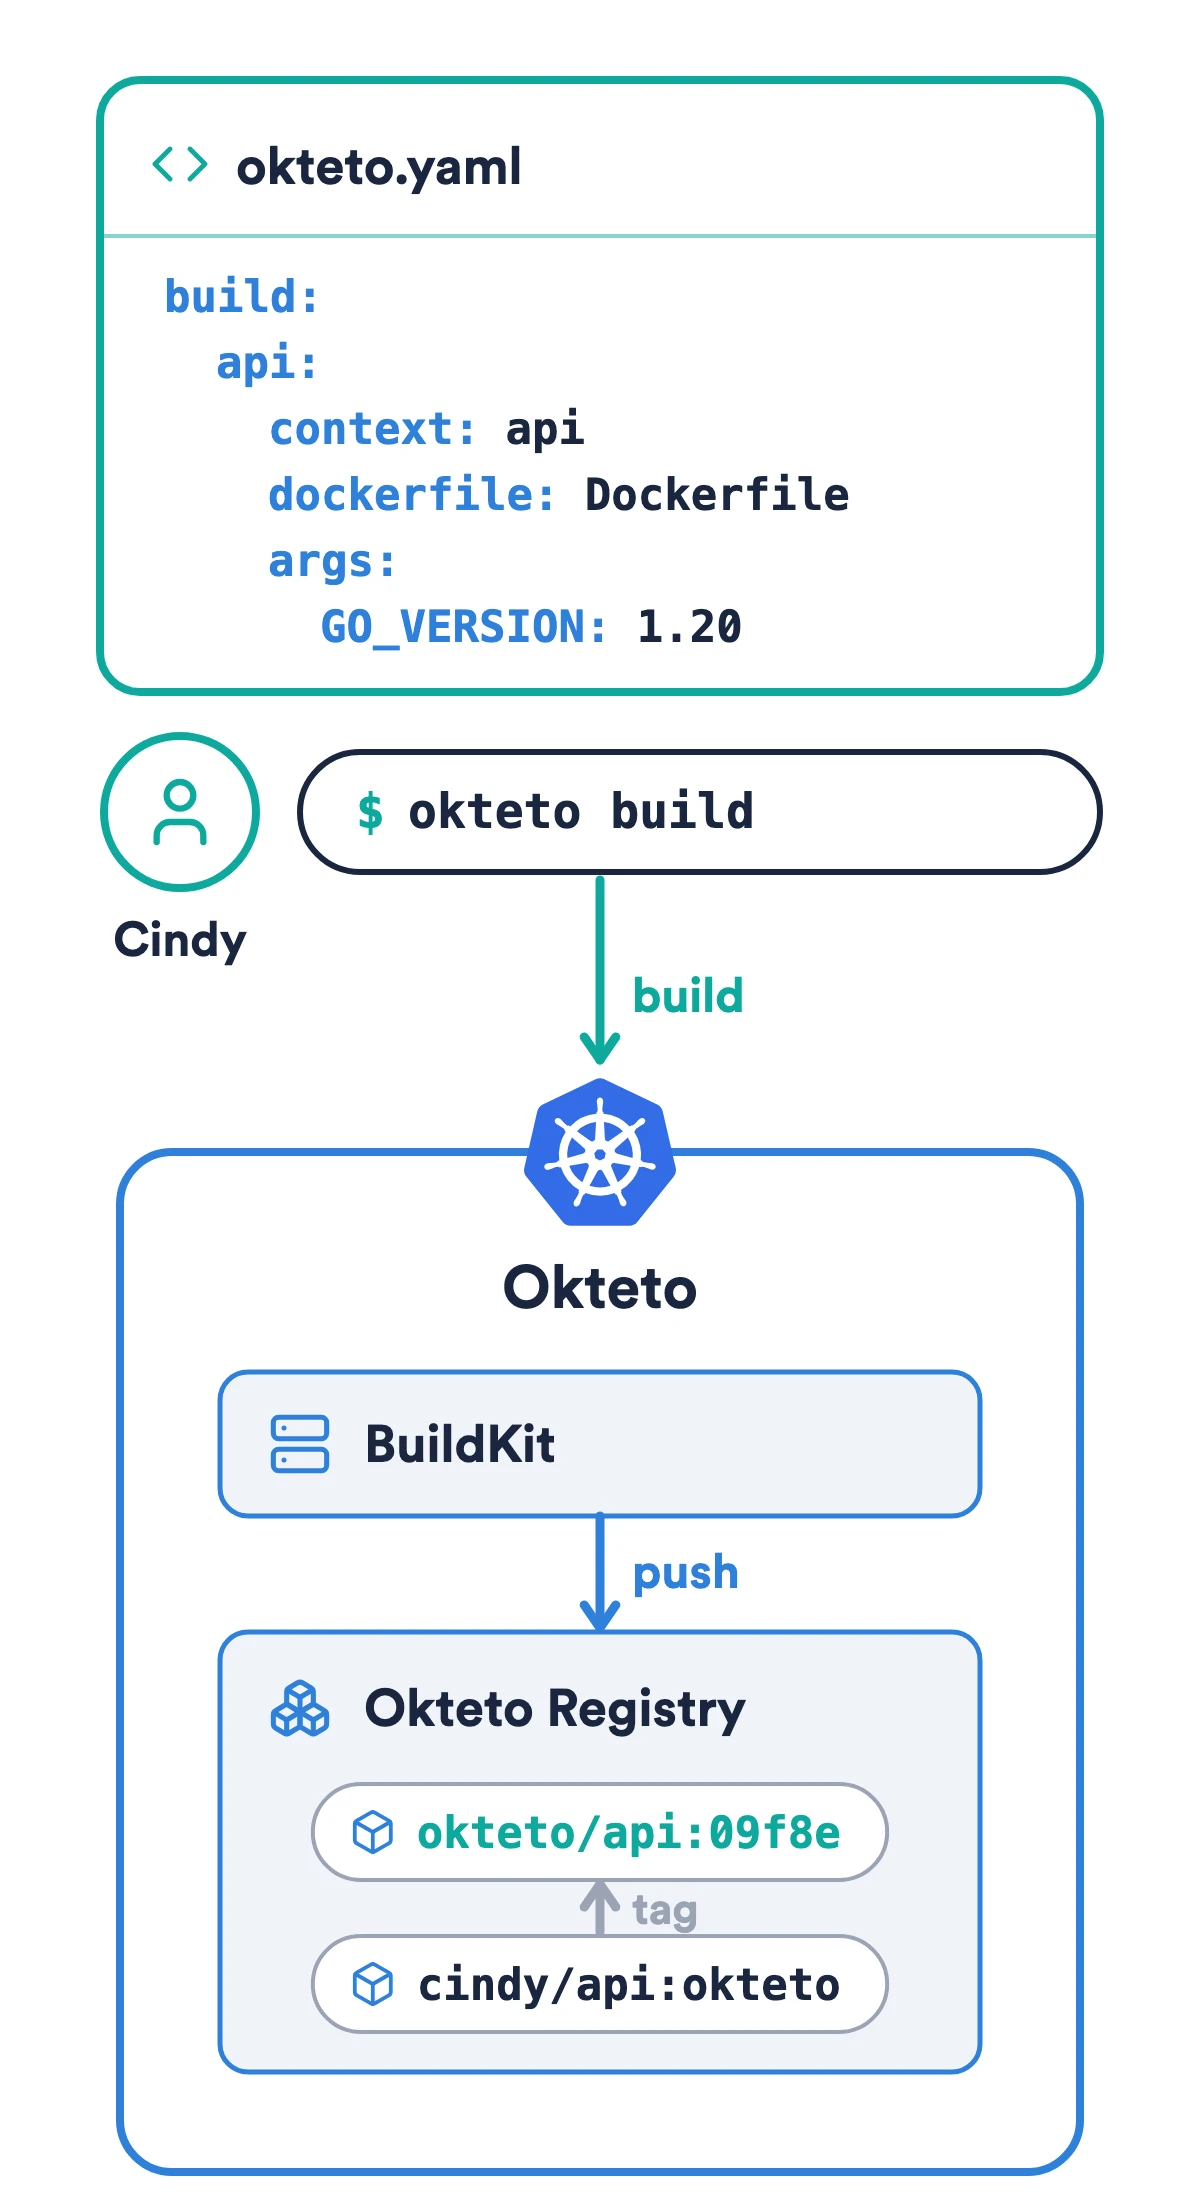 okteto.yaml
build:
  api:
    context: api
    dockerfile: Dockerfile
    args:
      GO_VERSION: 1.20
$ okteto build
Cindy
build
Okteto
BuildKit
push
Okteto Registry
okteto/api:09f8e
tag
cindy/api:okteto